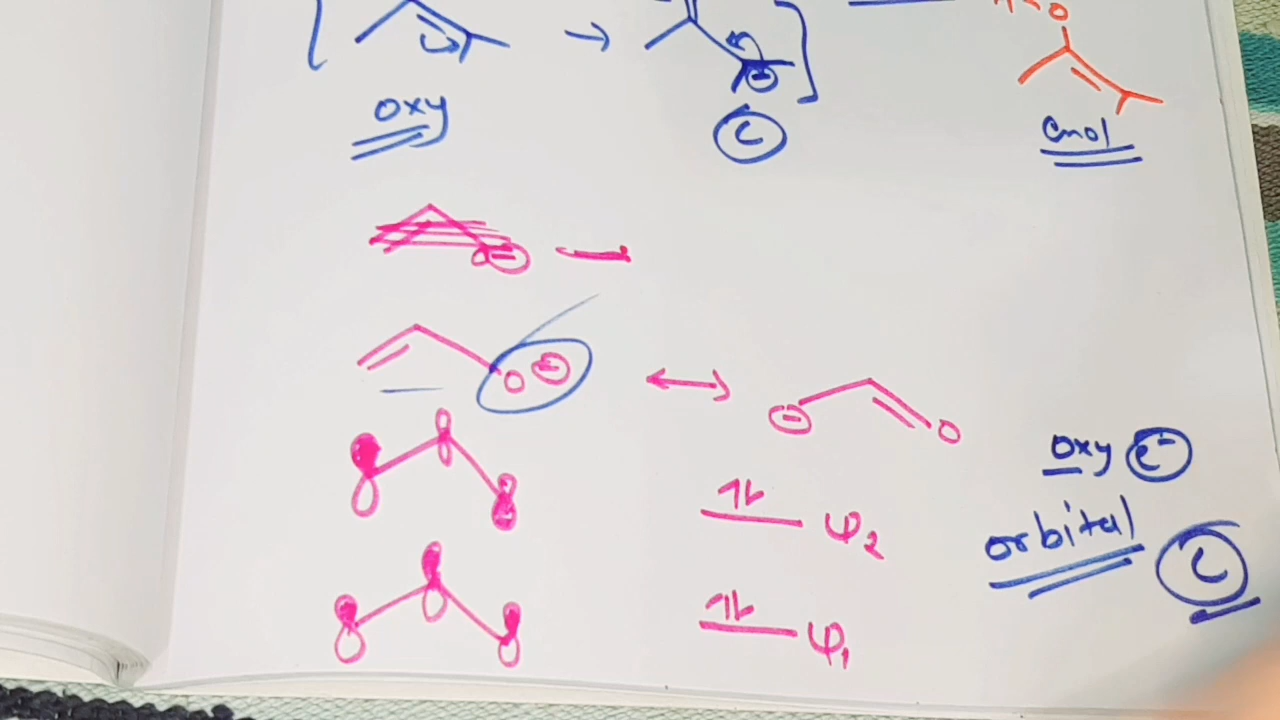 O
oxy
C
enol
O
O
O
oxy e-
orbital C
ψ2
ψ1